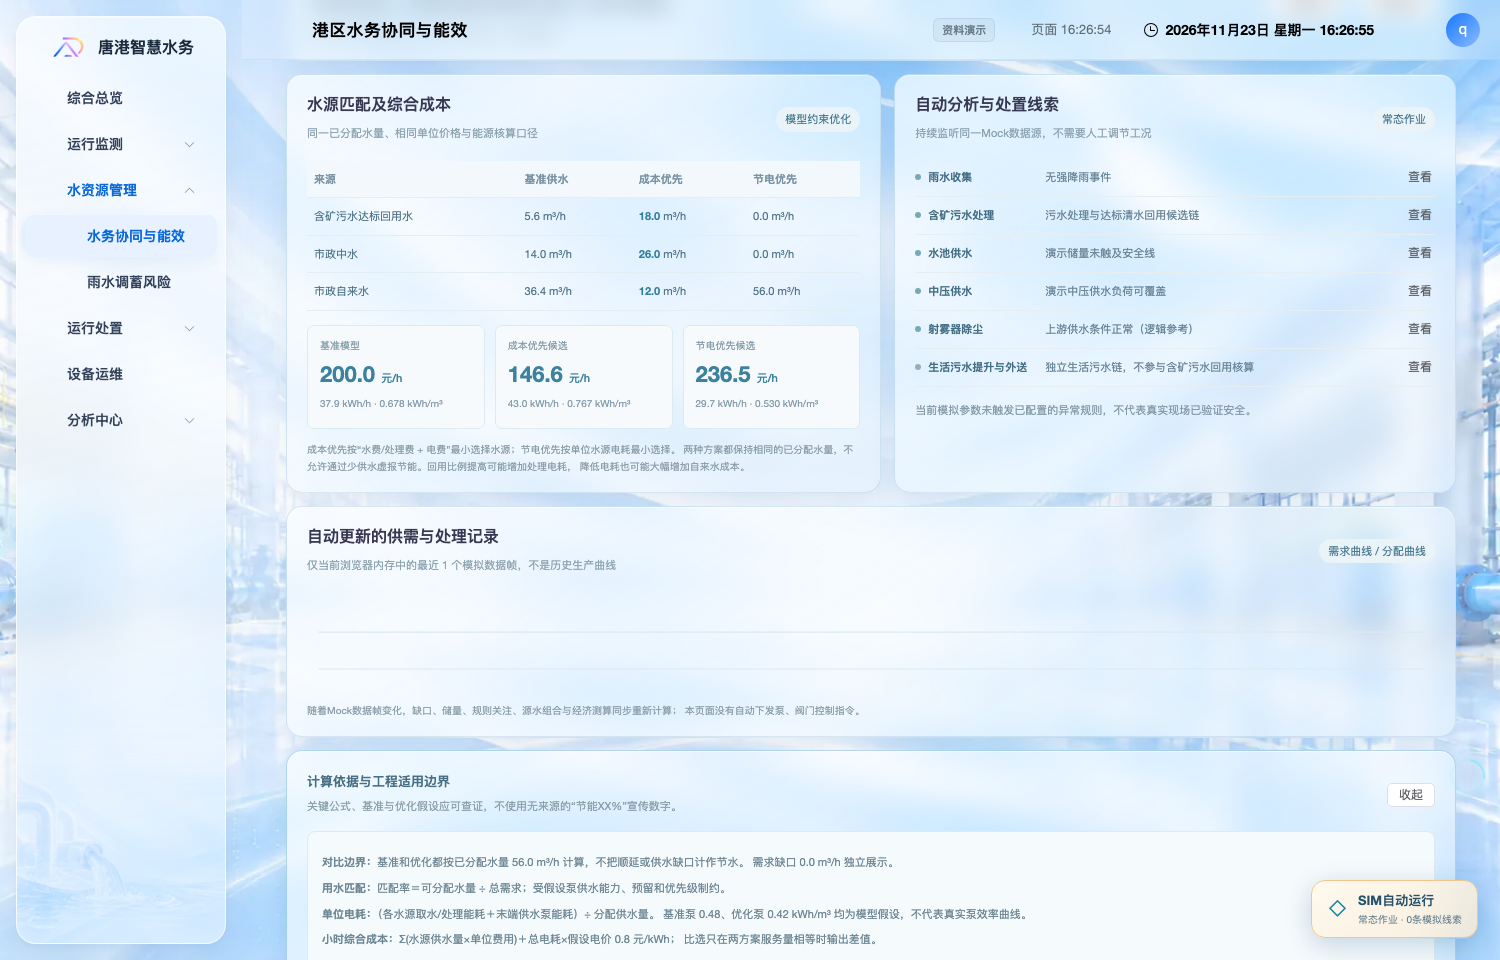 唐港智慧水务
综合总览
运行监测
水资源管理
水务协同与能效
雨水调蓄风险
运行处置
设备运维
分析中心
港区水务协同与能效
资料演示
页面 16:26:54
2026年11月23日 星期一 16:26:55
q
水源匹配及综合成本
同一已分配水量、相同单位价格与能源核算口径
模型约束优化
来源 基准供水 成本优先 节电优先
含矿污水达标回用水 5.6 m³/h 18.0 m³/h 0.0 m³/h
市政中水 14.0 m³/h 26.0 m³/h 0.0 m³/h
市政自来水 36.4 m³/h 12.0 m³/h 56.0 m³/h
基准模型
200.0 元/h
37.9 kWh/h · 0.678 kWh/m³
成本优先候选
146.6 元/h
43.0 kWh/h · 0.767 kWh/m³
节电优先候选
236.5 元/h
29.7 kWh/h · 0.530 kWh/m³
成本优先按“水费/处理费 + 电费”最小选择水源；节电优先按单位水源电耗最小选择。 两种方案都保持相同的已分配水量，不
允许通过少供水虚报节能。回用比例提高可能增加处理电耗， 降低电耗也可能大幅增加自来水成本。
自动分析与处置线索
持续监听同一Mock数据源，不需要人工调节工况
常态作业
雨水收集 无强降雨事件 查看
含矿污水处理 污水处理与达标清水回用候选链 查看
水池供水 演示储量未触及安全线 查看
中压供水 演示中压供水负荷可覆盖 查看
射雾器除尘 上游供水条件正常（逻辑参考） 查看
生活污水提升与外送 独立生活污水链，不参与含矿污水回用核算 查看
当前模拟参数未触发已配置的异常规则，不代表真实现场已验证安全。
自动更新的供需与处理记录
仅当前浏览器内存中的最近 1 个模拟数据帧，不是历史生产曲线
需求曲线 / 分配曲线
随着Mock数据帧变化，缺口、储量、规则关注、源水组合与经济测算同步重新计算； 本页面没有自动下发泵、阀门控制指令。
计算依据与工程适用边界
关键公式、基准与优化假设应可查证，不使用无来源的“节能XX%”宣传数字。
收起
对比边界：基准和优化都按已分配水量 56.0 m³/h 计算，不把顺延或供水缺口计作节水。 需求缺口 0.0 m³/h 独立展示。
用水匹配：匹配率＝可分配水量 ÷ 总需求；受假设泵供水能力、预留和优先级制约。
单位电耗：（各水源取水/处理能耗＋末端供水泵能耗）÷ 分配供水量。 基准泵 0.48、优化泵 0.42 kWh/m³ 均为模型假设，不代表真实泵效率曲线。
小时综合成本：Σ(水源供水量×单位费用)＋总电耗×假设电价 0.8 元/kWh； 比选只在两方案服务量相等时输出差值。
SIM自动运行
常态作业 · 0条模拟线索